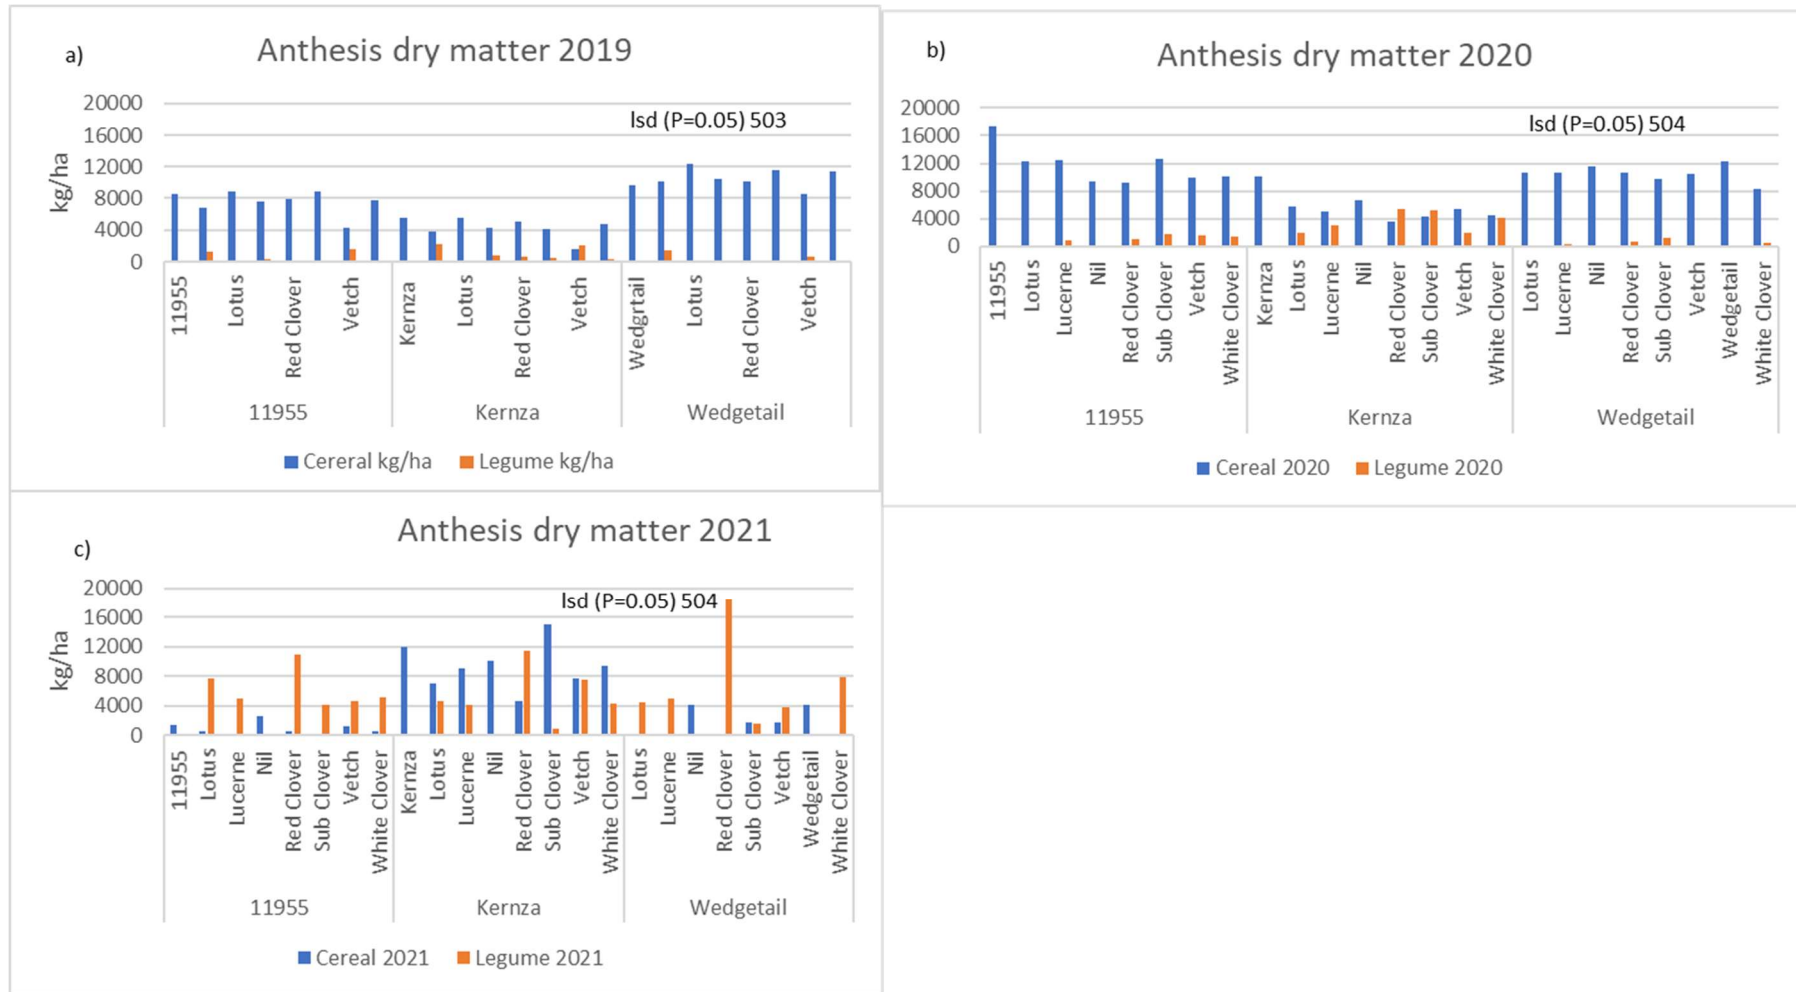 a)
Anthesis dry matter 2019
lsd (P=0.05) 503
kg/ha
20000
16000
12000
8000
4000
0
11955 Lotus Red Clover Vetch Kernza Lotus Red Clover Vetch Wedgrtail Lotus Red Clover Vetch
11955 Kernza Wedgetail
Cereral kg/ha Legume kg/ha
b)
Anthesis dry matter 2020
lsd (P=0.05) 504
20000
16000
12000
8000
4000
0
11955 Lotus Lucerne Nil Red Clover Sub Clover Vetch White Clover Kernza Lotus Lucerne Nil Red Clover Sub Clover Vetch White Clover Lotus Lucerne Nil Red Clover Sub Clover Vetch Wedgetail White Clover
11955 Kernza Wedgetail
Cereal 2020 Legume 2020
c)
Anthesis dry matter 2021
lsd (P=0.05) 504
kg/ha
20000
16000
12000
8000
4000
0
11955 Lotus Lucerne Nil Red Clover Sub Clover Vetch White Clover Kernza Lotus Lucerne Nil Red Clover Sub Clover Vetch White Clover Lotus Lucerne Nil Red Clover Sub Clover Vetch Wedgetail White Clover
11955 Kernza Wedgetail
Cereal 2021 Legume 2021